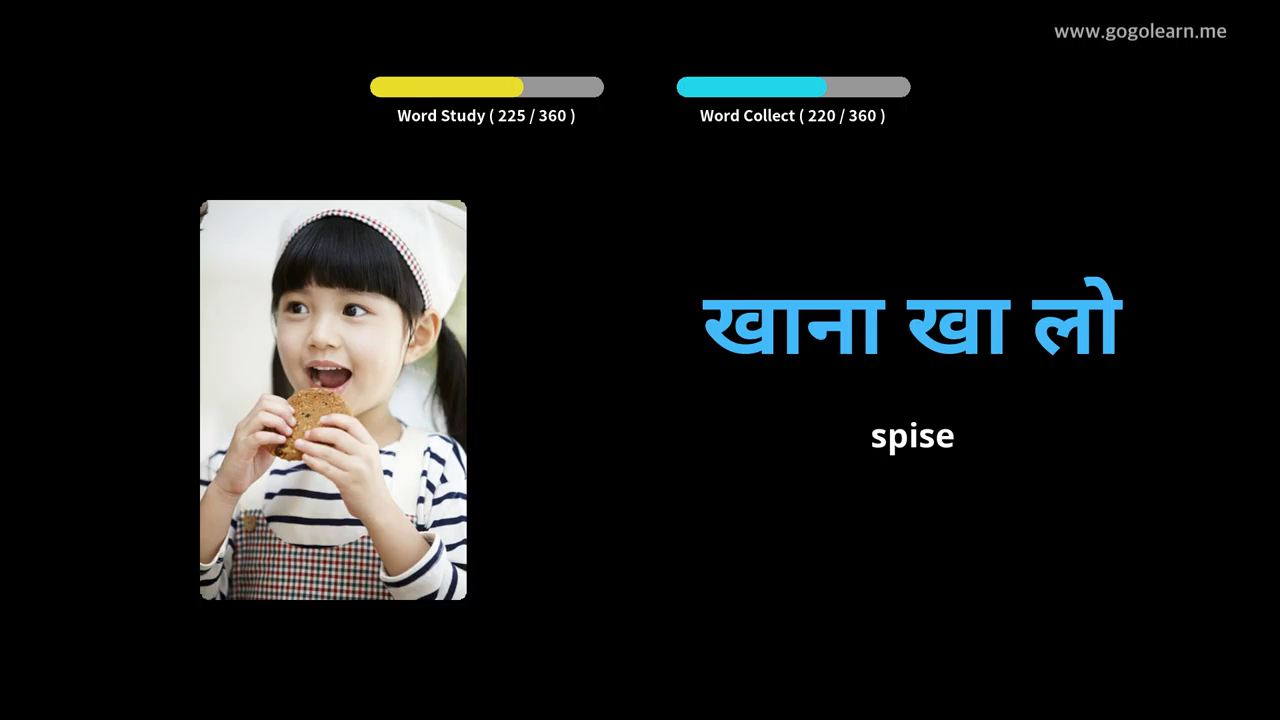 www.gogolearn.me
Word Study ( 225 / 360 )
Word Collect ( 220 / 360 )
खाना खा लो
spise